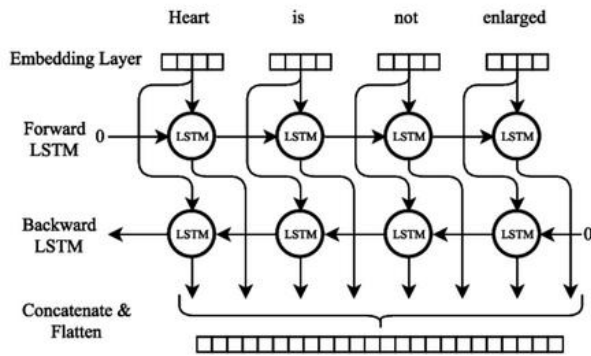 Heart is not enlarged
Embedding Layer
Forward 0 LSTM LSTM LSTM LSTM
LSTM
Backward LSTM LSTM LSTM LSTM 0
LSTM
Concatenate &
Flatten